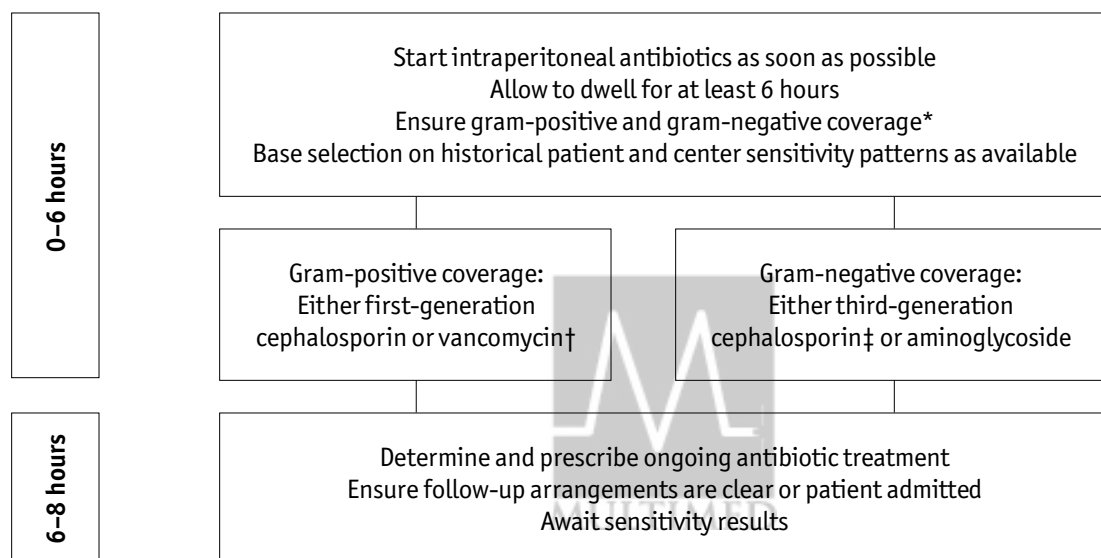 0–6 hours
Start intraperitoneal antibiotics as soon as possible
Allow to dwell for at least 6 hours
Ensure gram-positive and gram-negative coverage*
Base selection on historical patient and center sensitivity patterns as available
Gram-positive coverage:
Either first-generation
cephalosporin or vancomycin†
Gram-negative coverage:
Either third-generation
cephalosporin‡ or aminoglycoside
6–8 hours
Determine and prescribe ongoing antibiotic treatment
Ensure follow-up arrangements are clear or patient admitted
Await sensitivity results
MULTIMED